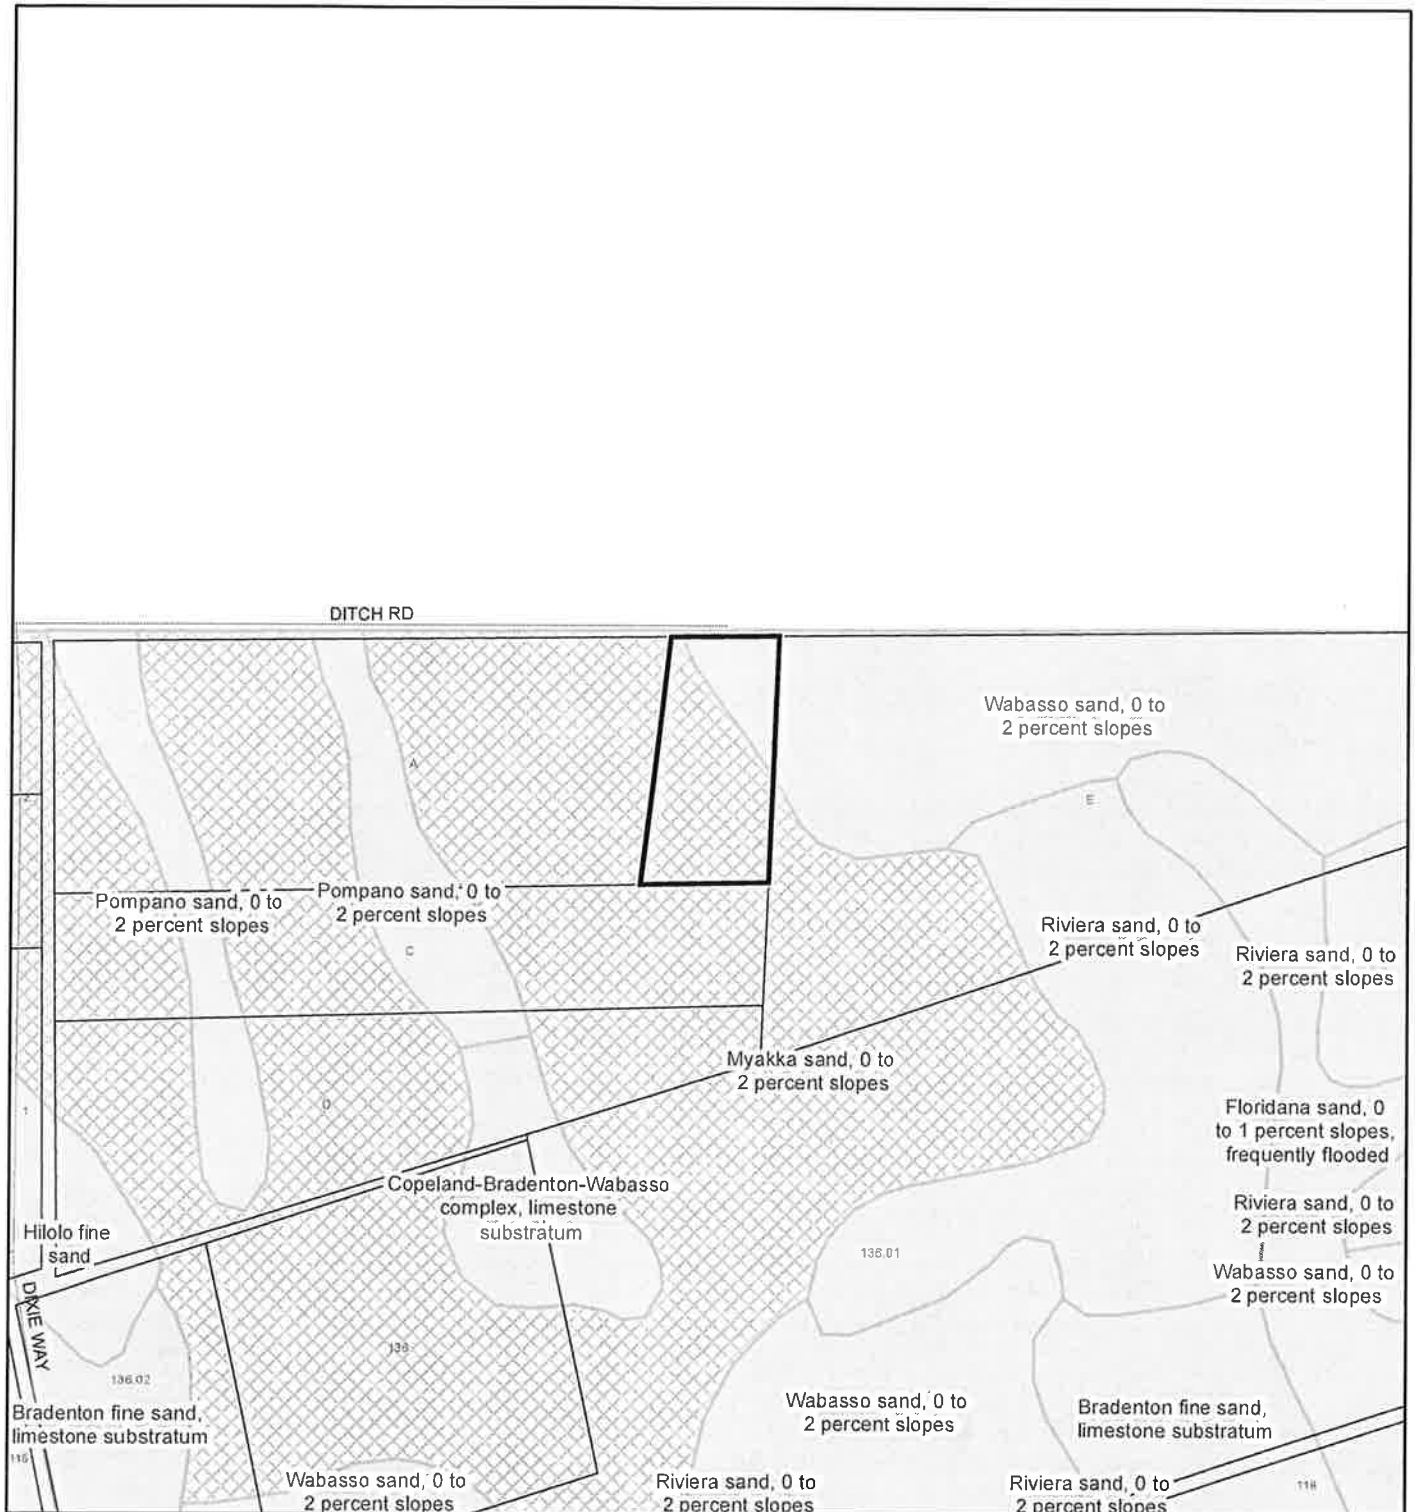 DITCH RD
Wabasso sand, 0 to
2 percent slopes
A
2
E
Pompano sand, 0 to
2 percent slopes
Pompano sand, 0 to
2 percent slopes
C
Riviera sand, 0 to
2 percent slopes
Riviera sand, 0 to
2 percent slopes
Myakka sand, 0 to
2 percent slopes
1
D
Floridana sand, 0
to 1 percent slopes,
frequently flooded
Copeland-Bradenton-Wabasso
complex, limestone
substratum
Riviera sand, 0 to
2 percent slopes
Hilolo fine
sand
136.01
Wabasso sand, 0 to
2 percent slopes
DIXIE WAY
136
136.02
Wabasso sand, 0 to
2 percent slopes
Bradenton fine sand,
limestone substratum
Bradenton fine sand,
limestone substratum
115
Wabasso sand, 0 to
2 percent slopes
Riviera sand, 0 to
2 percent slopes
Riviera sand, 0 to
2 percent slopes
118